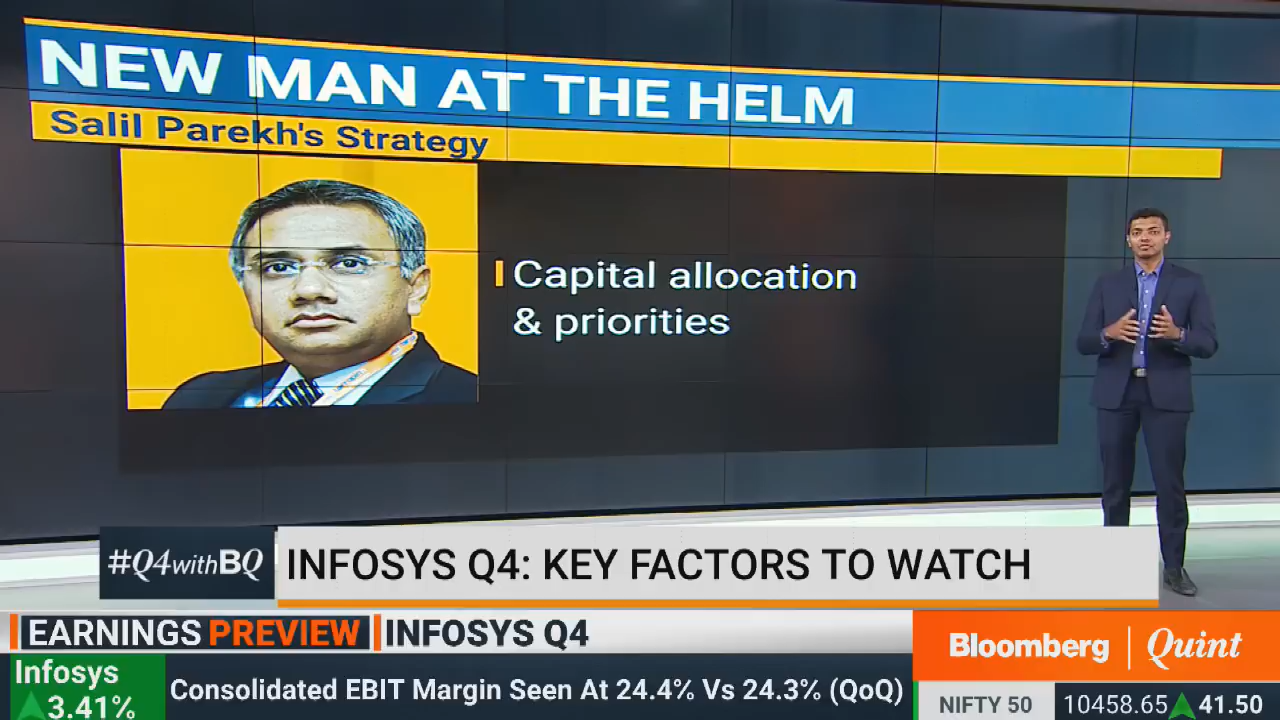 NEW MAN AT THE HELM
Salil Parekh's Strategy
Capital allocation
& priorities
#Q4withBQ
INFOSYS Q4: KEY FACTORS TO WATCH
EARNINGS PREVIEW INFOSYS Q4
Bloomberg | Quint
Infosys
▲3.41%
Consolidated EBIT Margin Seen At 24.4% Vs 24.3% (QoQ)
NIFTY 50 10458.65 ▲ 41.50